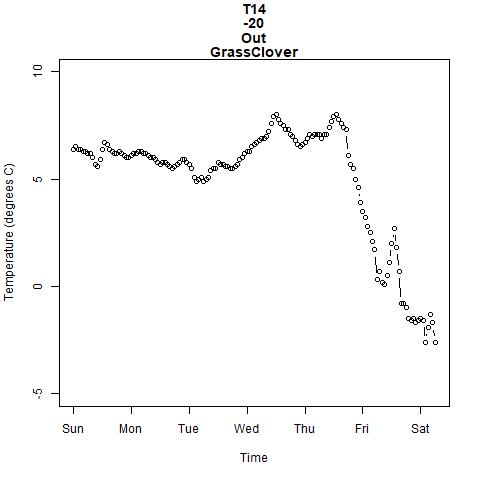 T14
-20
Out
GrassClover
Temperature (degrees C)
10
5
0
-5
Sun Mon Tue Wed Thu Fri Sat
Time